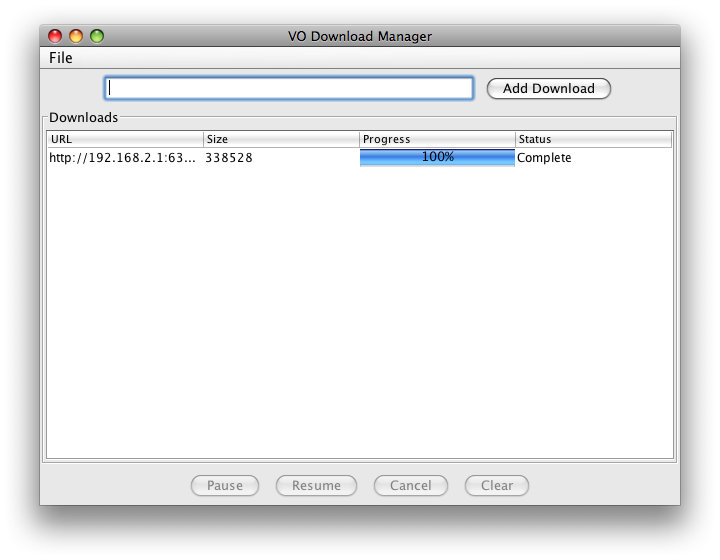 VO Download Manager
File
Add Download
Downloads
URL Size Progress Status
http://192.168.2.1:63... 338528 100% Complete
Pause Resume Cancel Clear